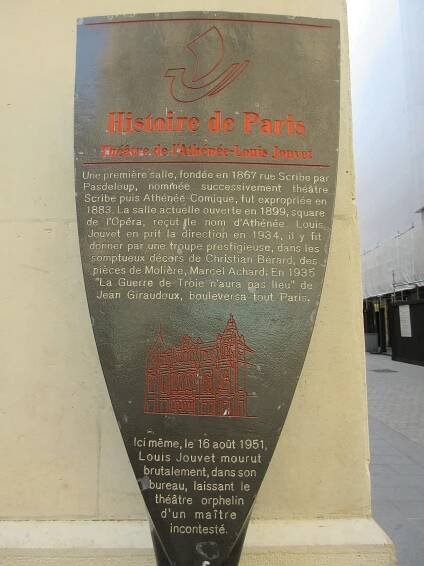 Histoire de Paris
Théâtre de l'Athénée-Louis Jouvet
Une première salle, fondée en 1867 rue Scribe par
Pasdeloup, nommée successivement théâtre
Scribe puis Athénée-Comique, fut expropriée en
1883. La salle actuelle ouverte en 1899, square
de l'Opéra, reçut le nom d'Athénée. Louis
Jouvet en prit la direction en 1934, il y fit
donner par une troupe prestigieuse, dans les
somptueux décors de Christian Bérard, des
pièces de Molière, Marcel Achard. En 1935
"La Guerre de Troie n'aura pas lieu" de
Jean Giraudoux, bouleversa tout Paris.
Ici même, le 16 août 1951,
Louis Jouvet mourut
brutalement, dans son
bureau, laissant le
théâtre orphelin
d'un maître
incontesté.